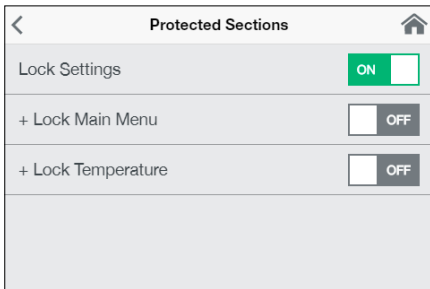 Protected Sections
Lock Settings ON
+ Lock Main Menu OFF
+ Lock Temperature OFF